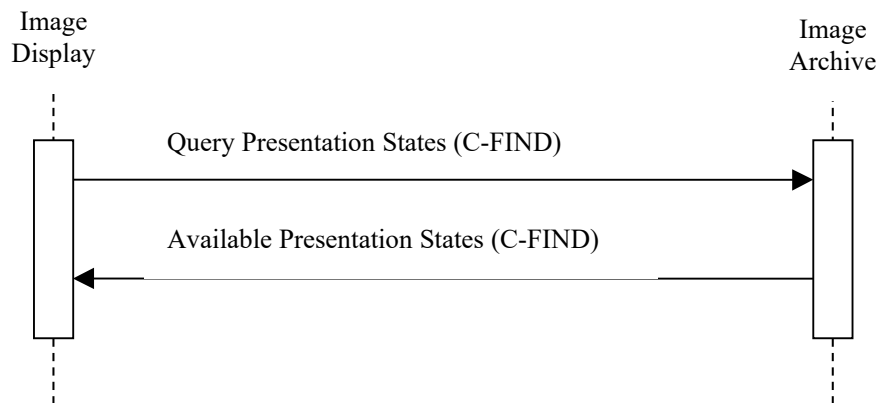 Image
Display
Image
Archive
Query Presentation States (C-FIND)
Available Presentation States (C-FIND)